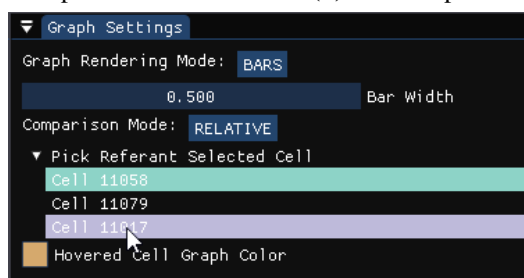 Graph Settings
Graph Rendering Mode: BARS
0.500 Bar Width
Comparison Mode: RELATIVE
Pick Referant Selected Cell
Cell 11058
Cell 11079
Cell 11017
Hovered Cell Graph Color